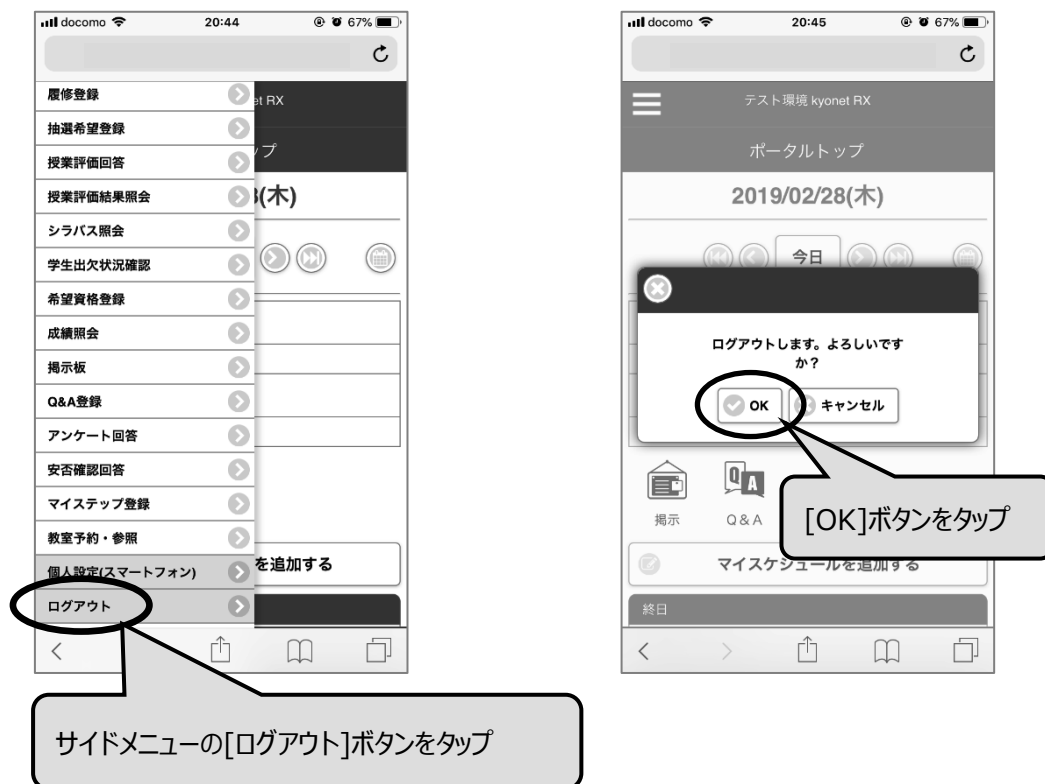 docomo 20:44 67%
履修登録
抽選希望登録
授業評価回答
授業評価結果照会
シラバス照会
学生出欠状況確認
希望資格登録
成績照会
掲示板
Q&A登録
アンケート回答
安否確認回答
マイステップ登録
教室予約・参照
個人設定(スマートフォン)
ログアウト
et RX
ップ
(木)
を追加する
サイドメニューの[ログアウト]ボタンをタップ
docomo 20:45 67%
テスト環境 kyonet RX
ポータルトップ
2019/02/28(木)
今日
ログアウトします。よろしいです
か？
OK キャンセル
掲示 Q&A
[OK]ボタンをタップ
マイスケジュールを追加する
終日